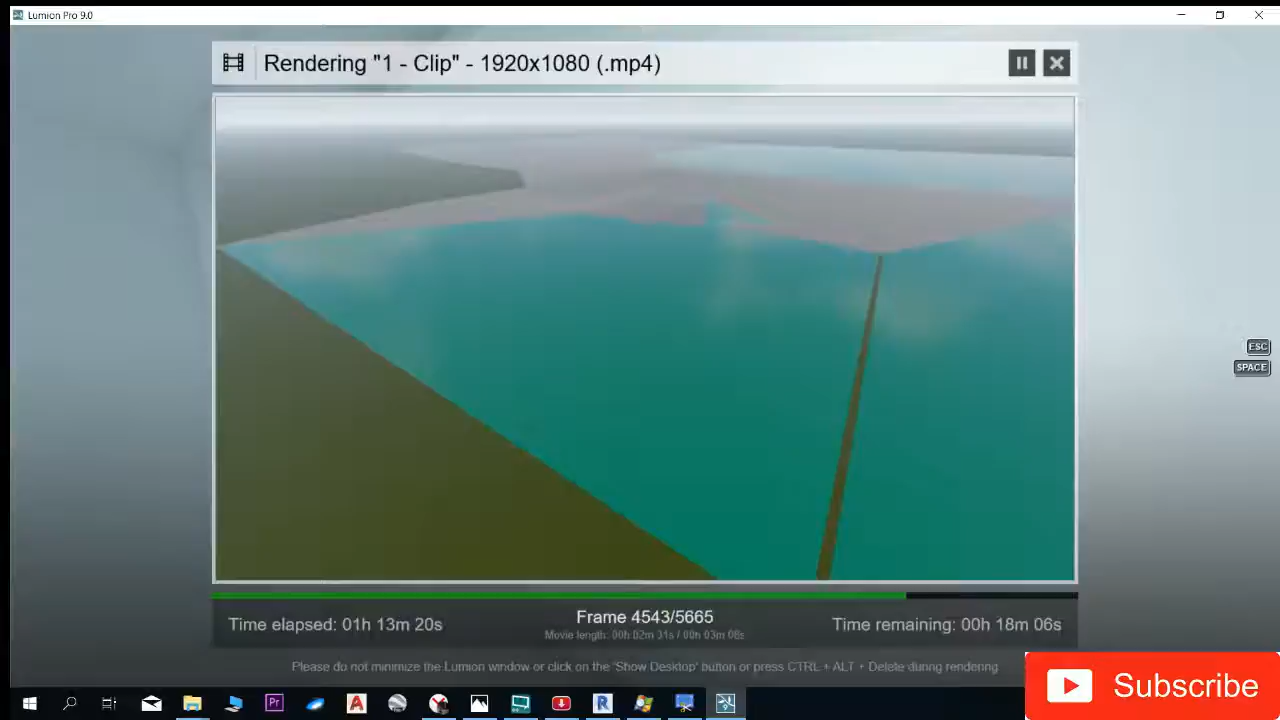 Lumion Pro 9.0
Rendering "1 - Clip" - 1920x1080 (.mp4)
ESC
SPACE
Time elapsed: 01h 13m 20s
Frame 4543/5665
Movie length: 00h 02m 31s / 00h 03m 08s
Time remaining: 00h 18m 06s
Please do not minimize the Lumion window or click on the 'Show Desktop' button or press CTRL + ALT + Delete during rendering
Pr
A
R
Subscribe